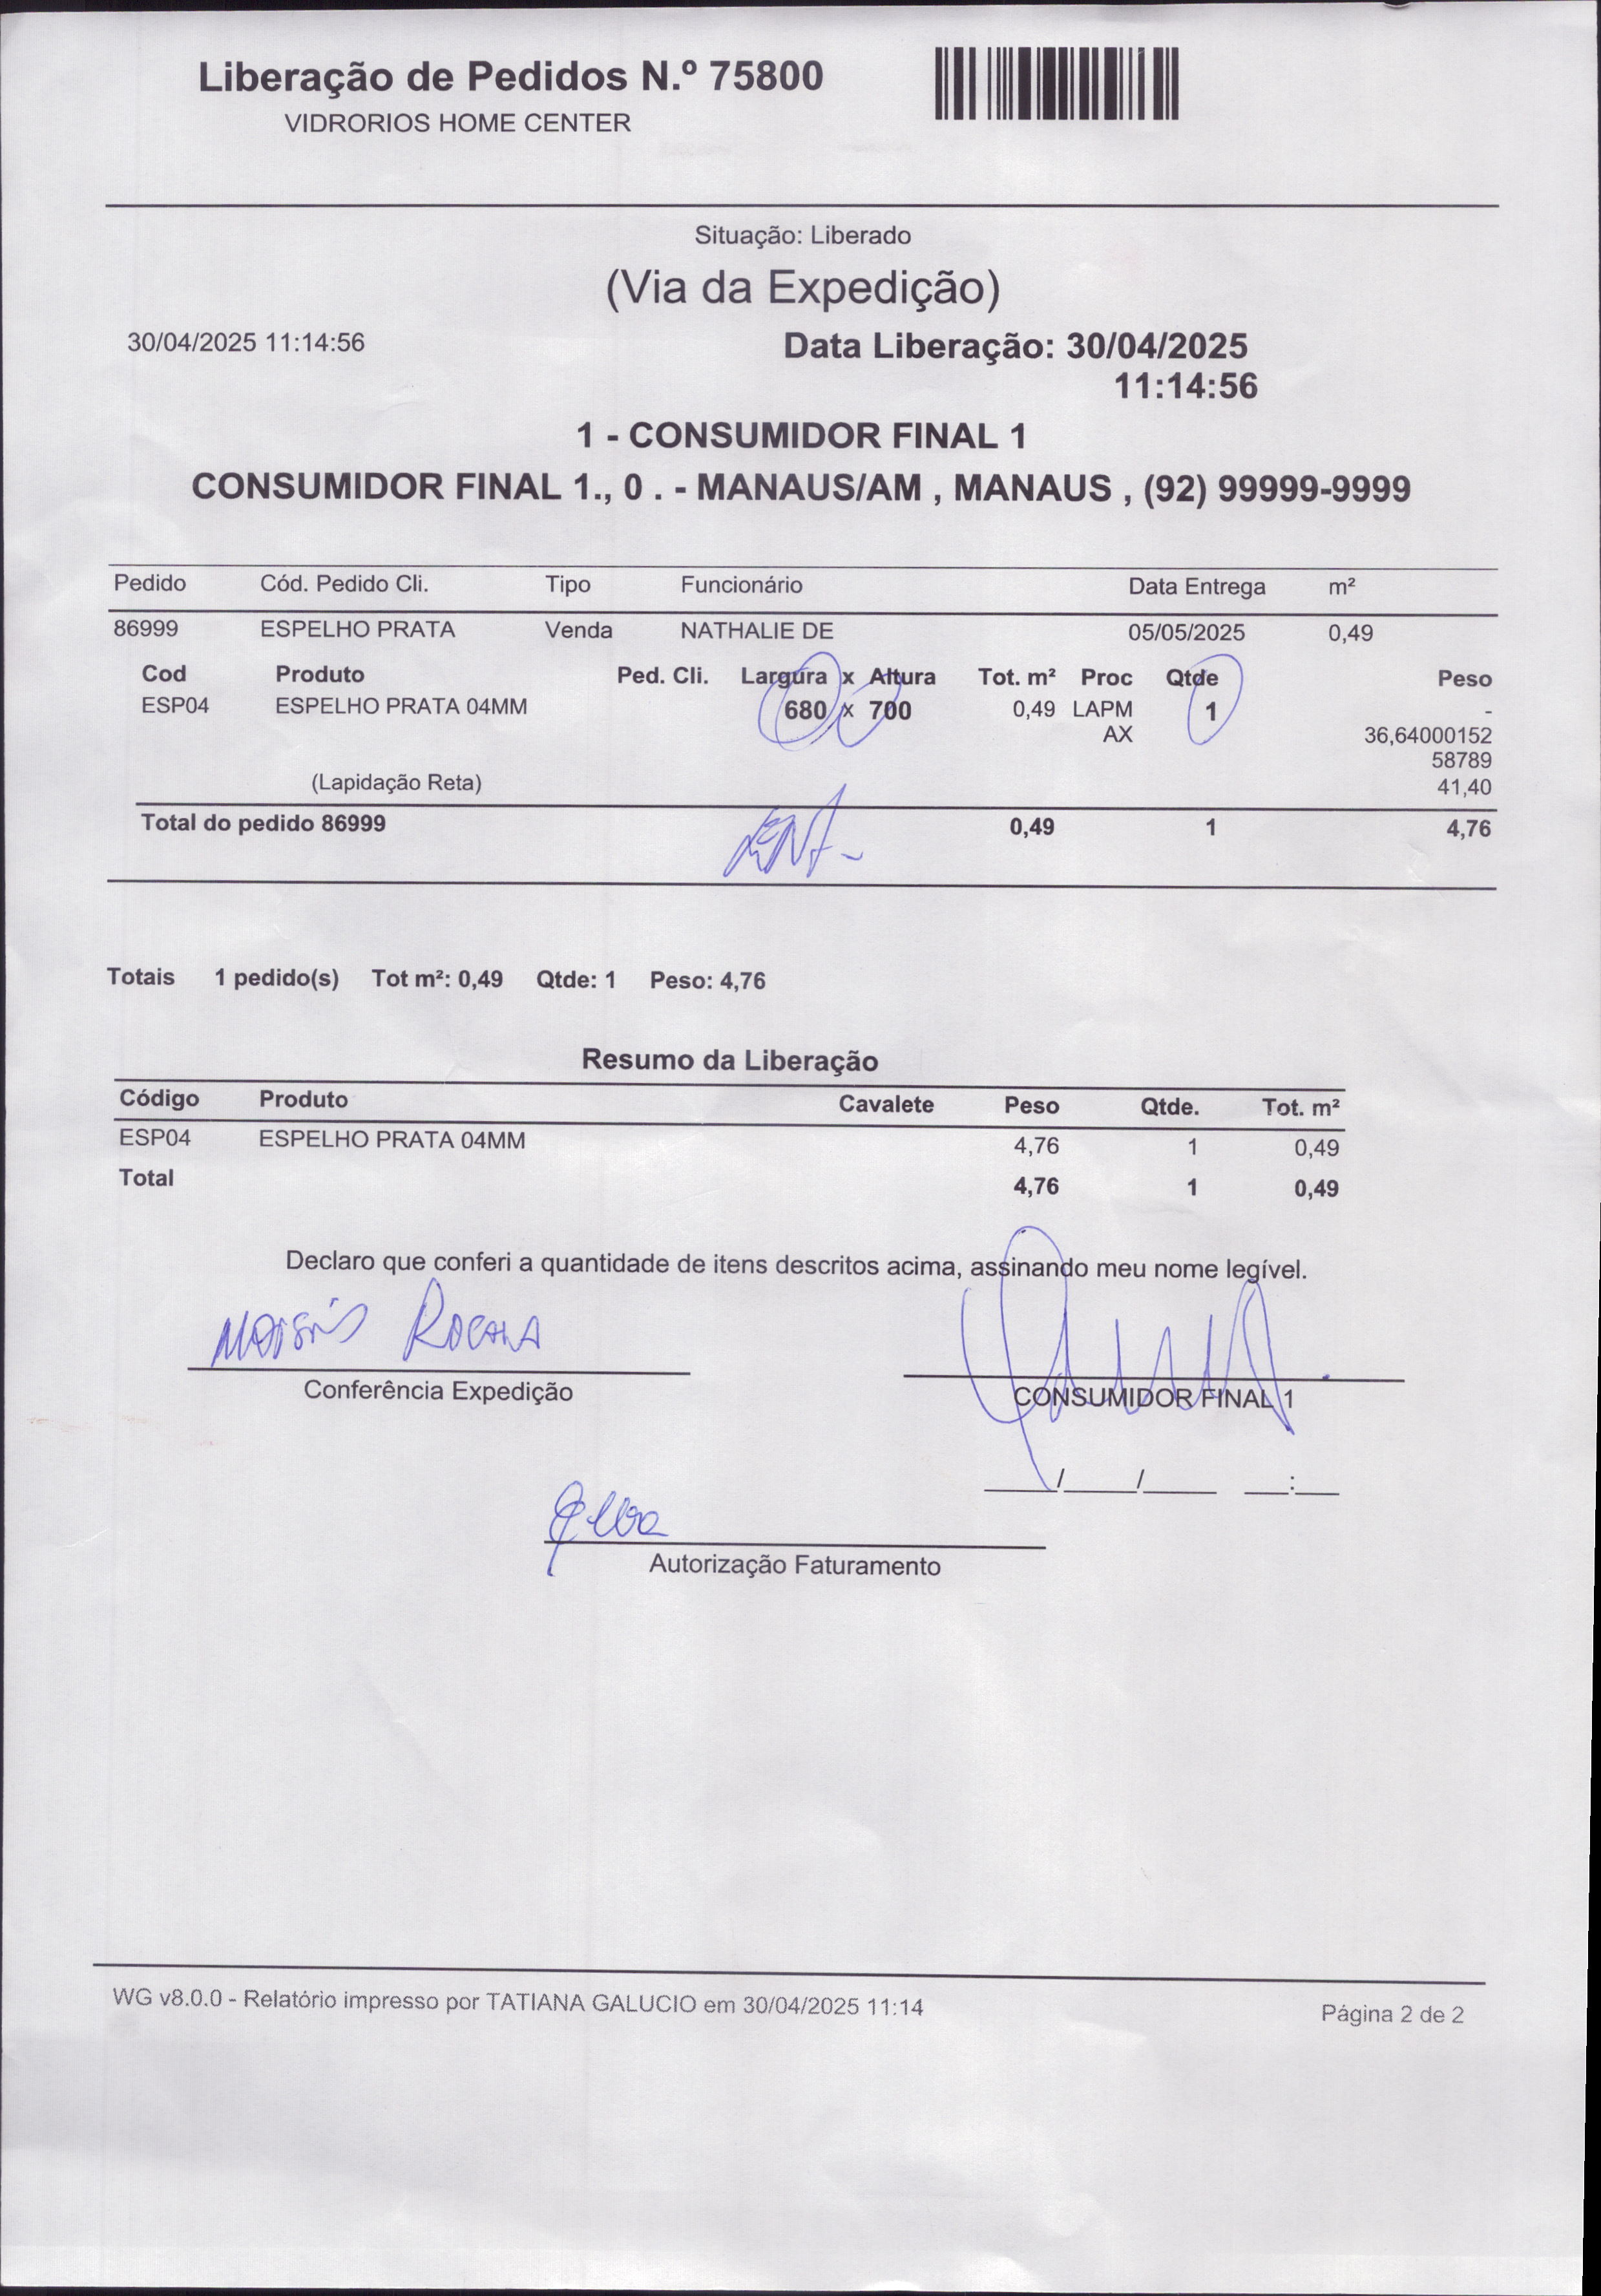 Liberação de Pedidos N.º 75800
VIDRORIOS HOME CENTER
Situação: Liberado
(Via da Expedição)
30/04/2025 11:14:56
Data Liberação: 30/04/2025
11:14:56
1 - CONSUMIDOR FINAL 1
CONSUMIDOR FINAL 1., 0 . - MANAUS/AM , MANAUS , (92) 99999-9999
Pedido Cód. Pedido Cli. Tipo Funcionário Data Entrega m²
86999 ESPELHO PRATA Venda NATHALIE DE 05/05/2025 0,49
Cod Produto Ped. Cli. Largura x Altura Tot. m² Proc Qtde Peso
ESP04 ESPELHO PRATA 04MM 680 x 700 0,49 LAPM 1 -
AX 36,64000152
58789
(Lapidação Reta) 41,40
Total do pedido 86999 0,49 1 4,76
Totais 1 pedido(s) Tot m²: 0,49 Qtde: 1 Peso: 4,76
Resumo da Liberação
Código Produto Cavalete Peso Qtde. Tot. m²
ESP04 ESPELHO PRATA 04MM 4,76 1 0,49
Total 4,76 1 0,49
Declaro que conferi a quantidade de itens descritos acima, assinando meu nome legível.
Moisés Rocha
Conferência Expedição
CONSUMIDOR FINAL 1
____/____/____ __:__
Autorização Faturamento
WG v8.0.0 - Relatório impresso por TATIANA GALUCIO em 30/04/2025 11:14
Página 2 de 2